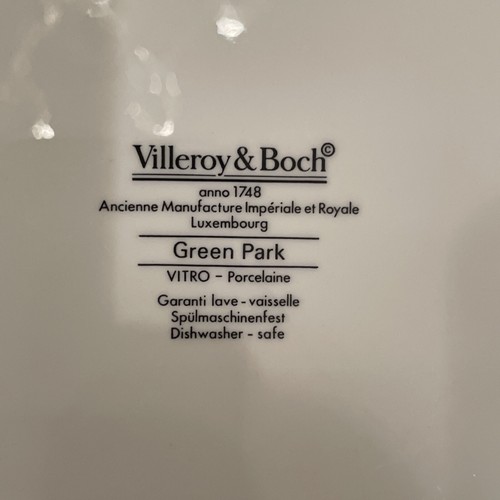 Villeroy & Boch©
anno 1748
Ancienne Manufacture Impériale et Royale
Luxembourg
Green Park
VITRO – Porcelaine
Garanti lave - vaisselle
Spülmaschinenfest
Dishwasher - safe